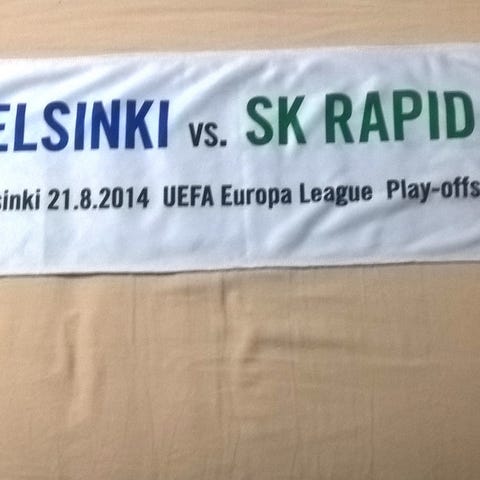 ELSINKI vs. SK RAPID
sinki 21.8.2014 UEFA Europa League Play-offs